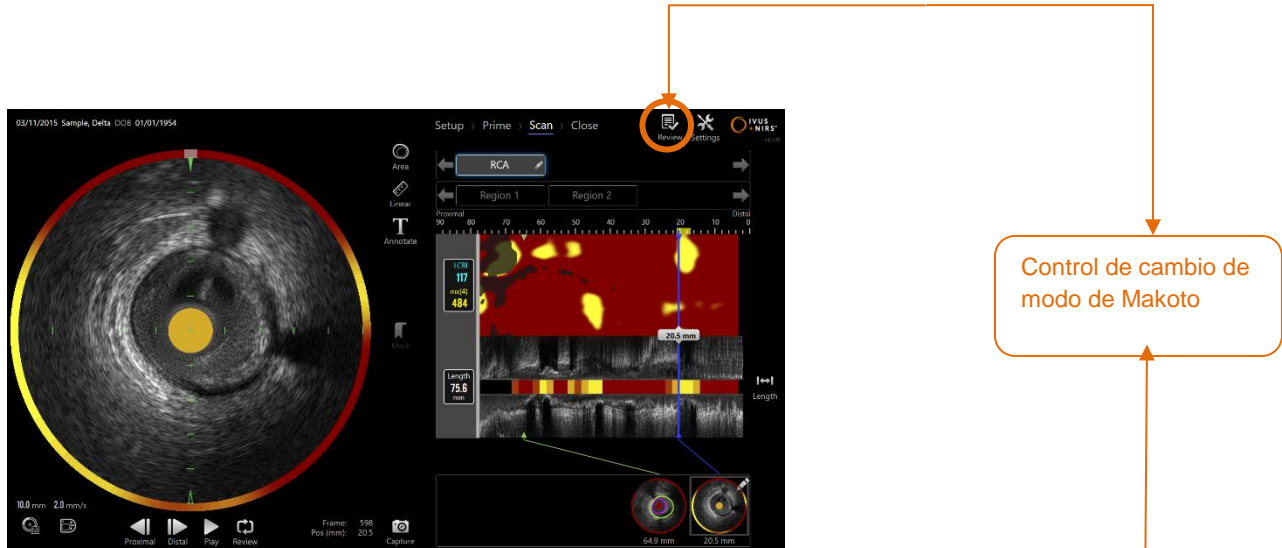 03/11/2015 Sample, Delta DOB 01/01/1954
Setup Prime Scan Close
Review Settings
IVUS
+NIRS
Area
Linear
Annotate
Mark
RCA
Region 1 Region 2
Proximal Distal
90 80 70 60 50 40 30 20 10 0
LCBI
117
mx(4)
484
20.5 mm
Length
75.6
mm
Length
10.0 mm 2.0 mm/s
Proximal Distal Play Review
Frame: 598
Pos (mm): 20.5
Capture
64.9 mm 20.5 mm
Control de cambio de
modo de Makoto